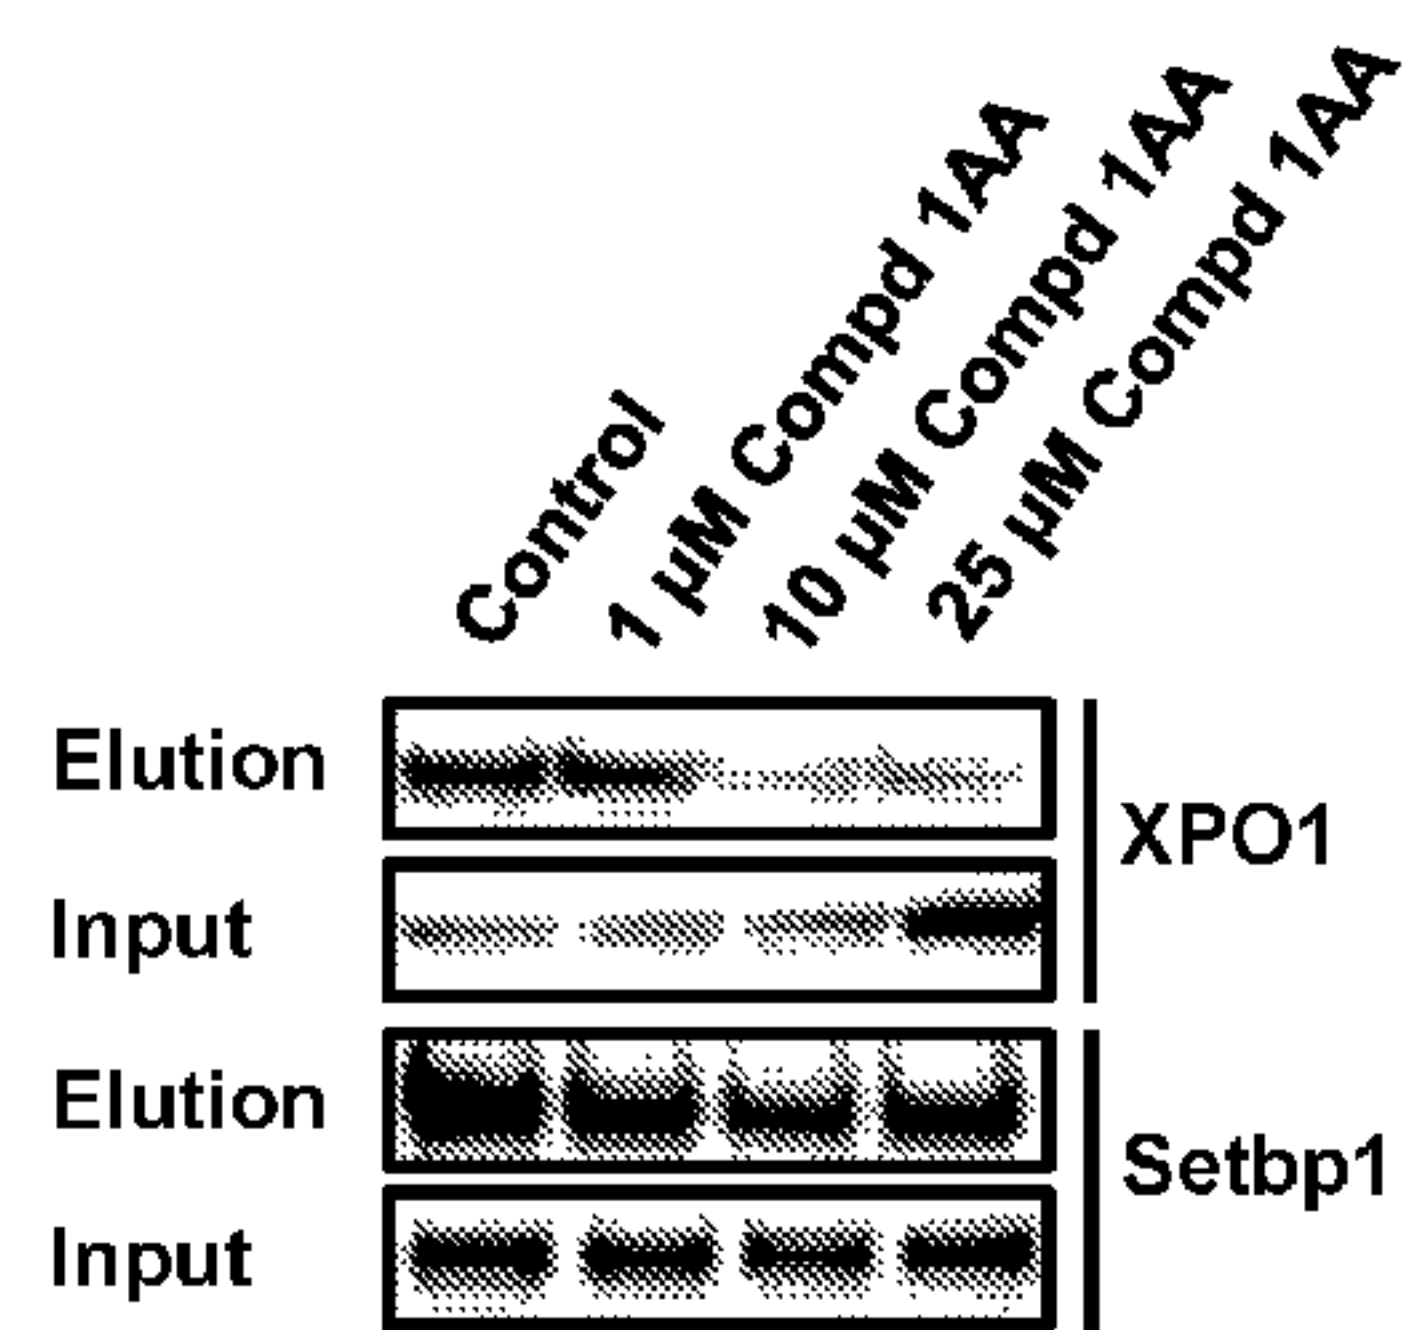 Control
1 µM Compd 1AA
10 µM Compd 1AA
25 µM Compd 1AA
Elution
XPO1
Input
Elution
Setbp1
Input